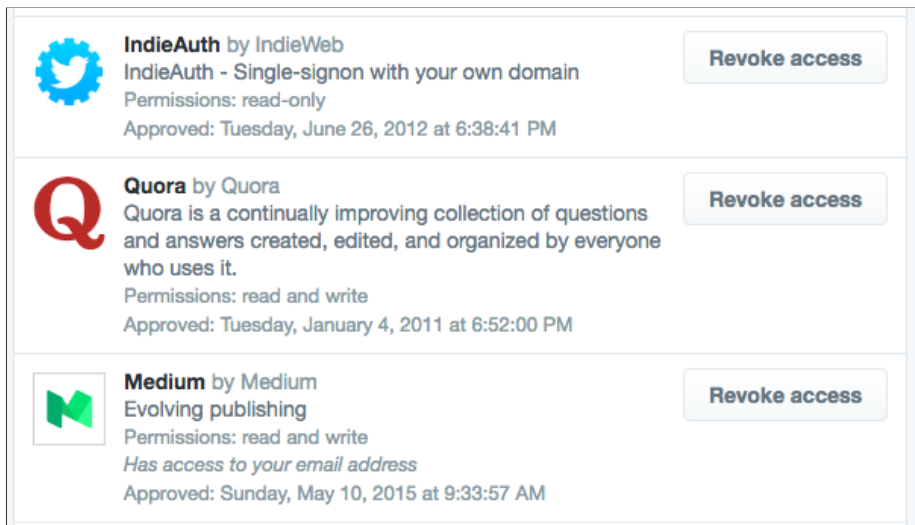 IndieAuth by IndieWeb
Revoke access
IndieAuth - Single-signon with your own domain
Permissions: read-only
Approved: Tuesday, June 26, 2012 at 6:38:41 PM
Quora by Quora
Revoke access
Quora is a continually improving collection of questions
and answers created, edited, and organized by everyone
who uses it.
Permissions: read and write
Approved: Tuesday, January 4, 2011 at 6:52:00 PM
Medium by Medium
Revoke access
Evolving publishing
Permissions: read and write
Has access to your email address
Approved: Sunday, May 10, 2015 at 9:33:57 AM